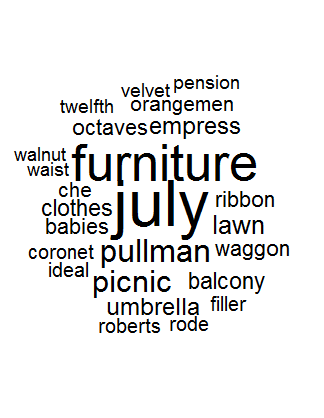 velvet pension
twelfth orangemen
octaves empress
walnut furniture
waist
che july ribbon
clothes
babies lawn
coronet pullman waggon
ideal picnic balcony
umbrella filler
roberts rode